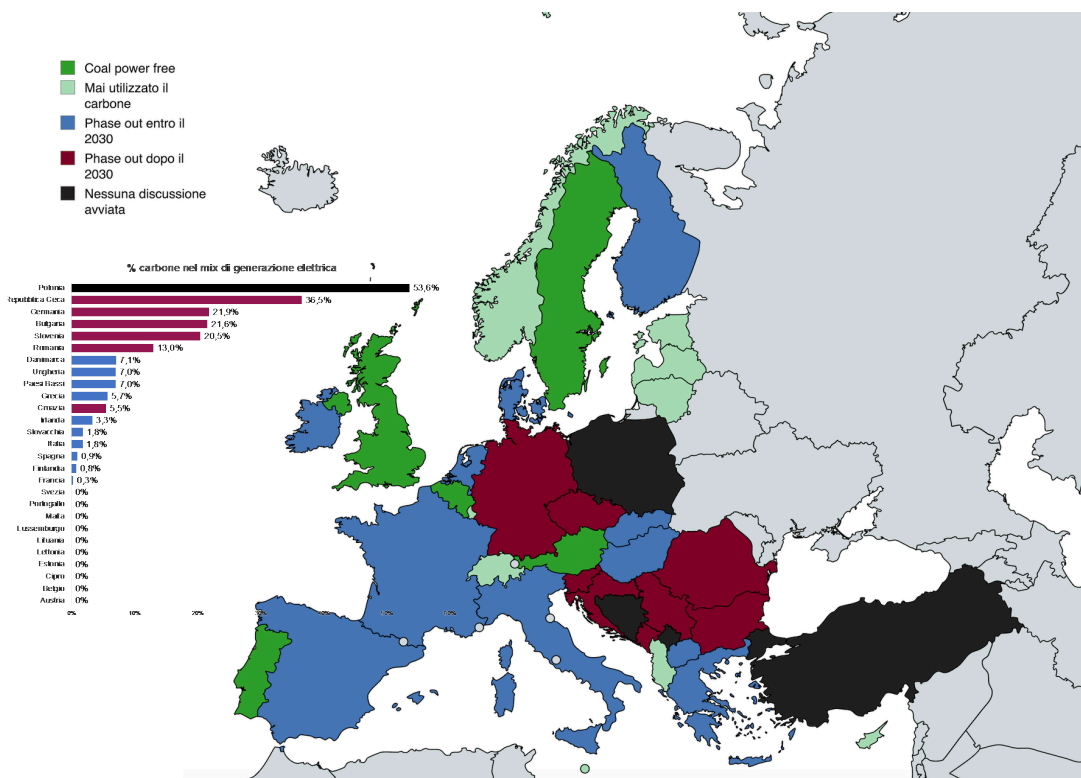 Coal power free
Mai utilizzato il
carbone
Phase out entro il
2030
Phase out dopo il
2030
Nessuna discussione
avviata
% carbone nel mix di generazione elettrica
Polonia 53,6%
Repubblica Ceca 36,5%
Germania 21,9%
Bulgaria 21,6%
Slovenia 20,5%
Romania 13,0%
Danimarca 7,1%
Ungheria 7,0%
Paesi Bassi 7,0%
Grecia 5,7%
Croazia 5,5%
Irlanda 3,3%
Slovacchia 1,8%
Italia 1,8%
Spagna 0,9%
Finlandia 0,8%
Francia 0,3%
Svezia 0%
Portogallo 0%
Malta 0%
Lussemburgo 0%
Lituania 0%
Lettonia 0%
Estonia 0%
Cipro 0%
Belgio 0%
Austria 0%
0% 10% 20%